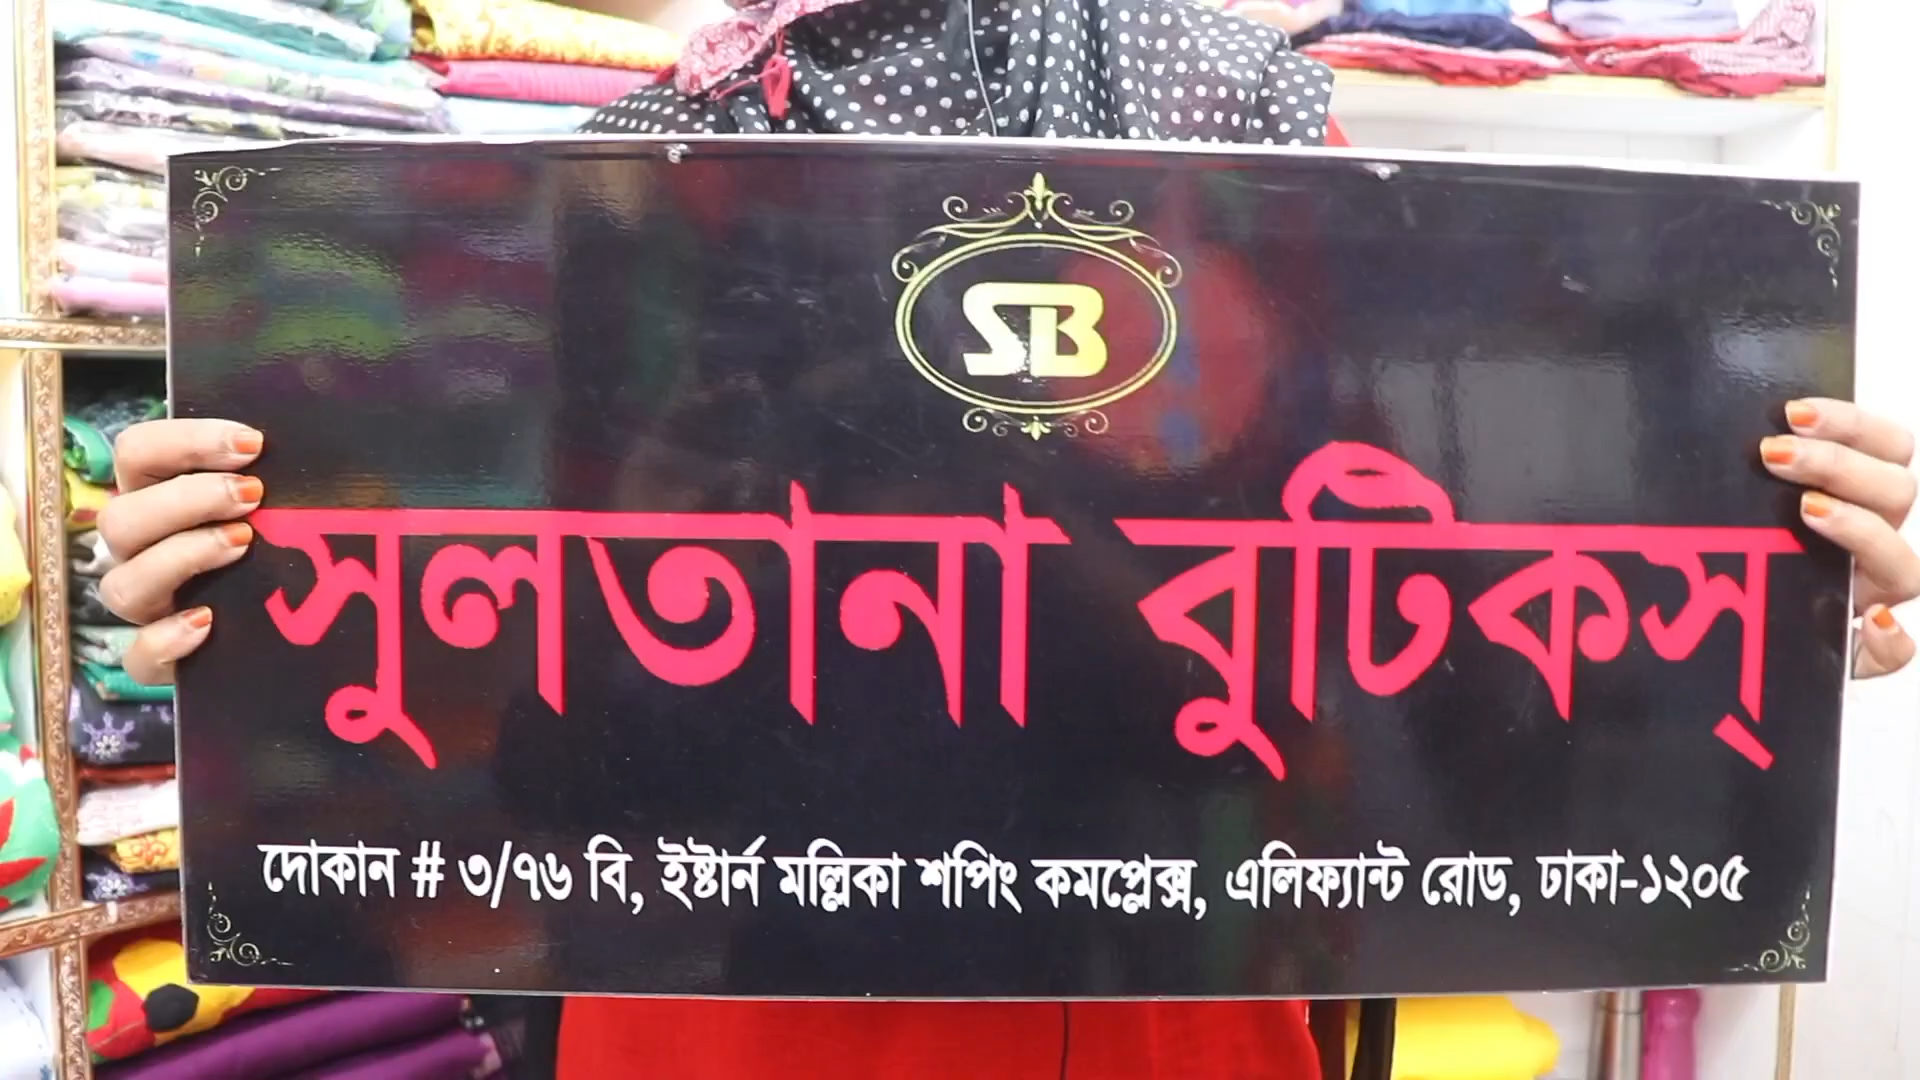 SB
সুলতানা বুটিকস্
দোকান # ৩/৭৬ বি, ইষ্টার্ন মল্লিকা শপিং কমপ্লেক্স, এলিফ্যান্ট রোড, ঢাকা-১২০৫